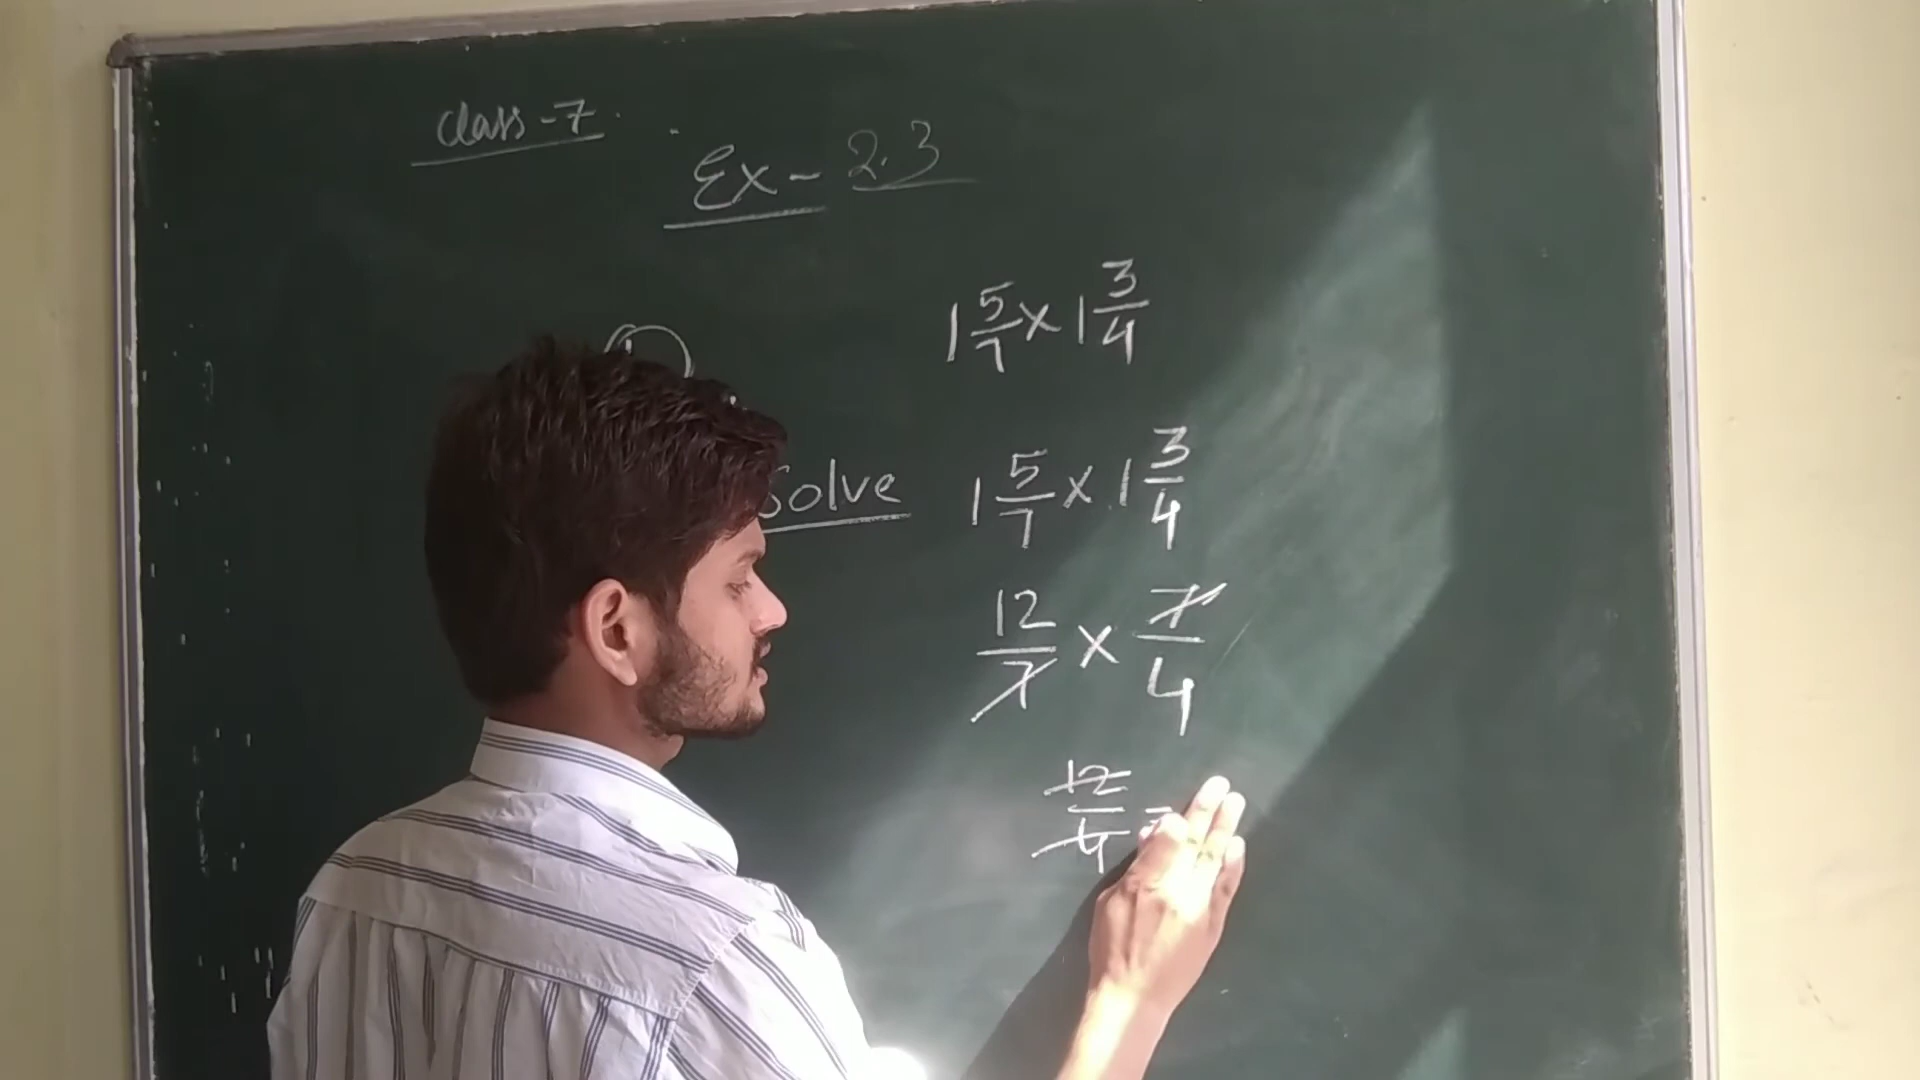 class-7
Ex-2.3
1 5/7 x 1 3/4
Solve 1 5/7 x 1 3/4
12/7 x 7/4
12/4 =